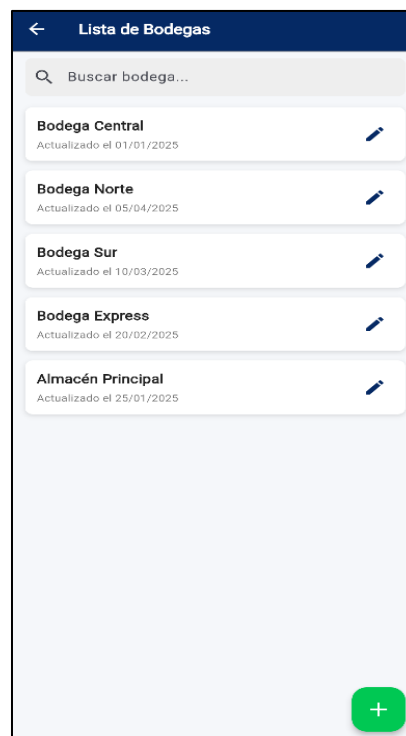 Lista de Bodegas
Buscar bodega...
Bodega Central
Actualizado el 01/01/2025
Bodega Norte
Actualizado el 05/04/2025
Bodega Sur
Actualizado el 10/03/2025
Bodega Express
Actualizado el 20/02/2025
Almacén Principal
Actualizado el 25/01/2025